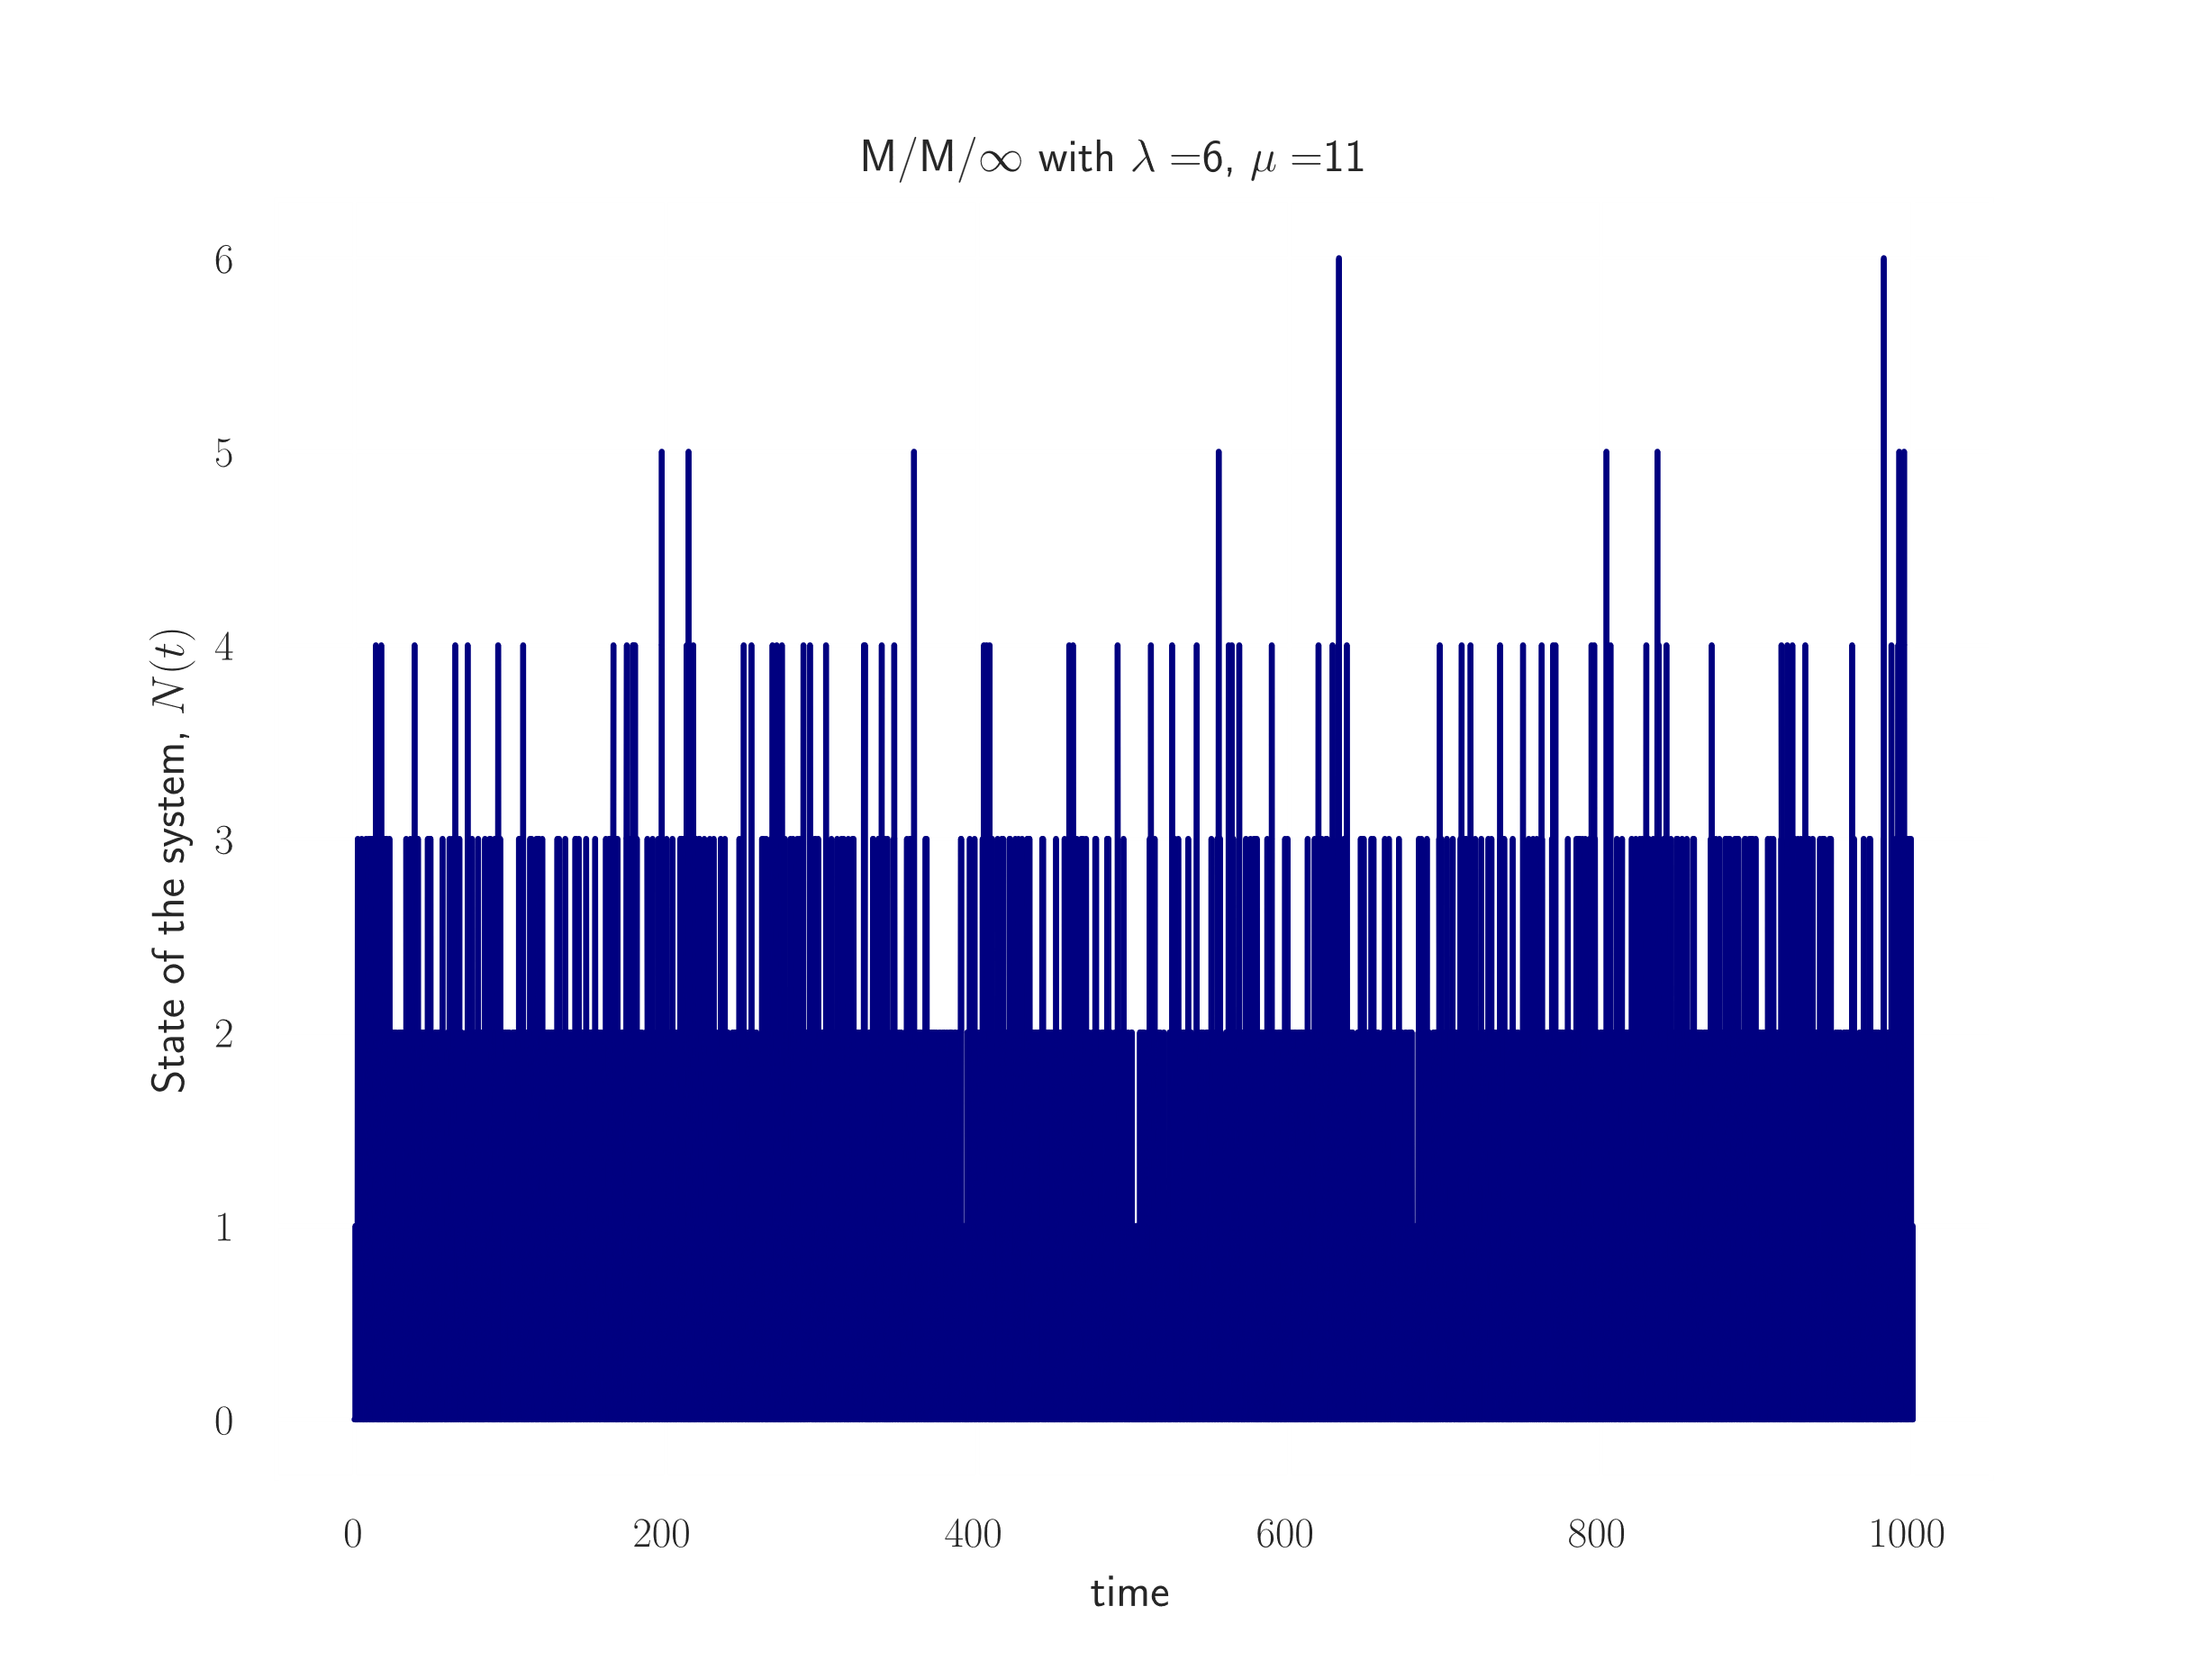 M/M/∞ with λ =6, μ =11
6
5
4
3
2
1
0
State of the system, N(t)
0 200 400 600 800 1000
time